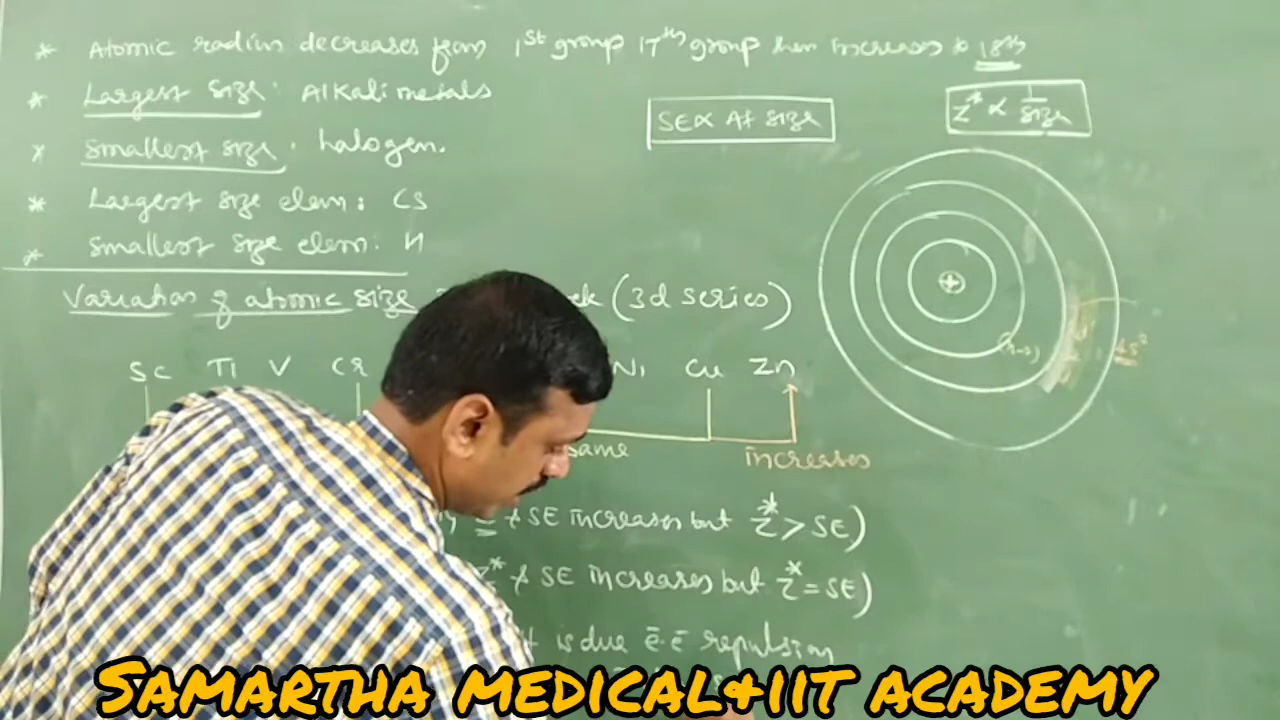 * Atomic radius decreases from 1st group 17th group then increases to 18th
* Largest size: Alkali metals
* Smallest size: halogen.
* Largest size elem: Cs
* Smallest size elem: H
SE ∝ At size
Z* ∝ 1/size
Variation of atomic size (3d series)
Sc Ti V Cr Ni Cu Zn
same increases
(n-1)
& SE increases but Z* > SE)
Z* & SE increases but Z* = SE)
is due ē-ē repulsion
SAMARTHA MEDICAL&IIT ACADEMY